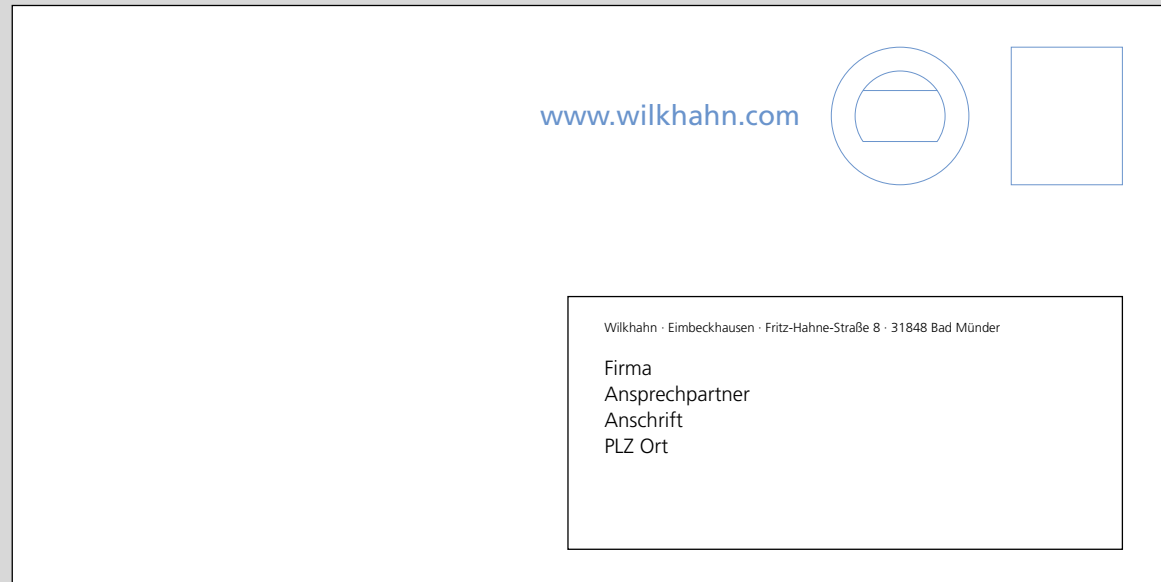 www.wilkhahn.com
Wilkhahn · Eimbeckhausen · Fritz-Hahne-Straße 8 · 31848 Bad Münder
Firma
Ansprechpartner
Anschrift
PLZ Ort